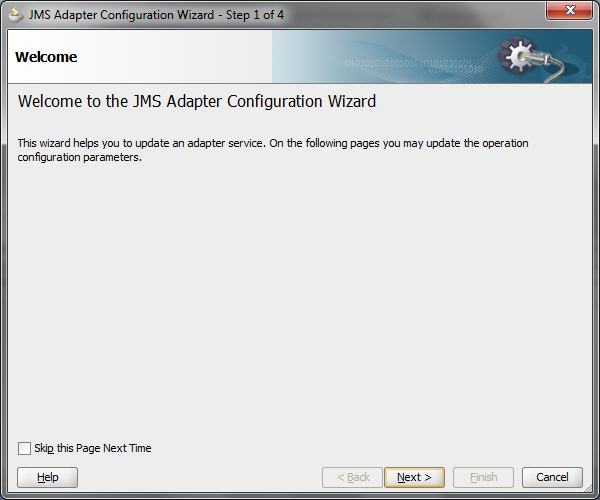 JMS Adapter Configuration Wizard - Step 1 of 4
Welcome
010101010101010101010101
01010101010
Welcome to the JMS Adapter Configuration Wizard
This wizard helps you to update an adapter service. On the following pages you may update the operation
configuration parameters.
Skip this Page Next Time
Help < Back Next > Finish Cancel